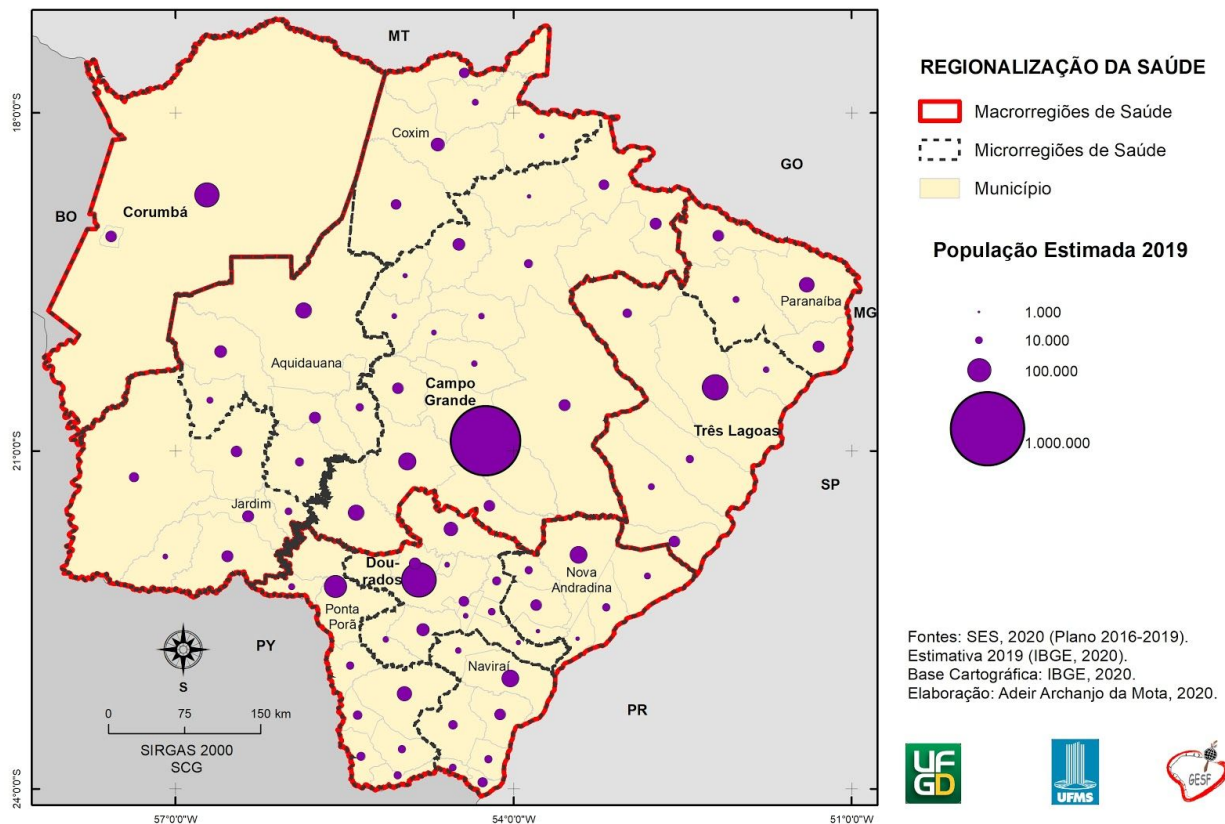 MT
GO
BO
MG
SP
PR
PY
18°0'0"S
21°0'0"S
24°0'0"S
57°0'0"W
54°0'0"W
51°0'0"W
Coxim
Corumbá
Paranaíba
Aquidauana
Campo
Grande
Três Lagoas
Jardim
Dou-
rados
Nova
Andradina
Ponta
Porã
Naviraí
S
0 75 150 km
SIRGAS 2000
SCG
REGIONALIZAÇÃO DA SAÚDE
Macrorregiões de Saúde
Microrregiões de Saúde
Município
População Estimada 2019
1.000
10.000
100.000
1.000.000
Fontes: SES, 2020 (Plano 2016-2019).
Estimativa 2019 (IBGE, 2020).
Base Cartográfica: IBGE, 2020.
Elaboração: Adeir Archanjo da Mota, 2020.
UF
GD
UFMS
GESF